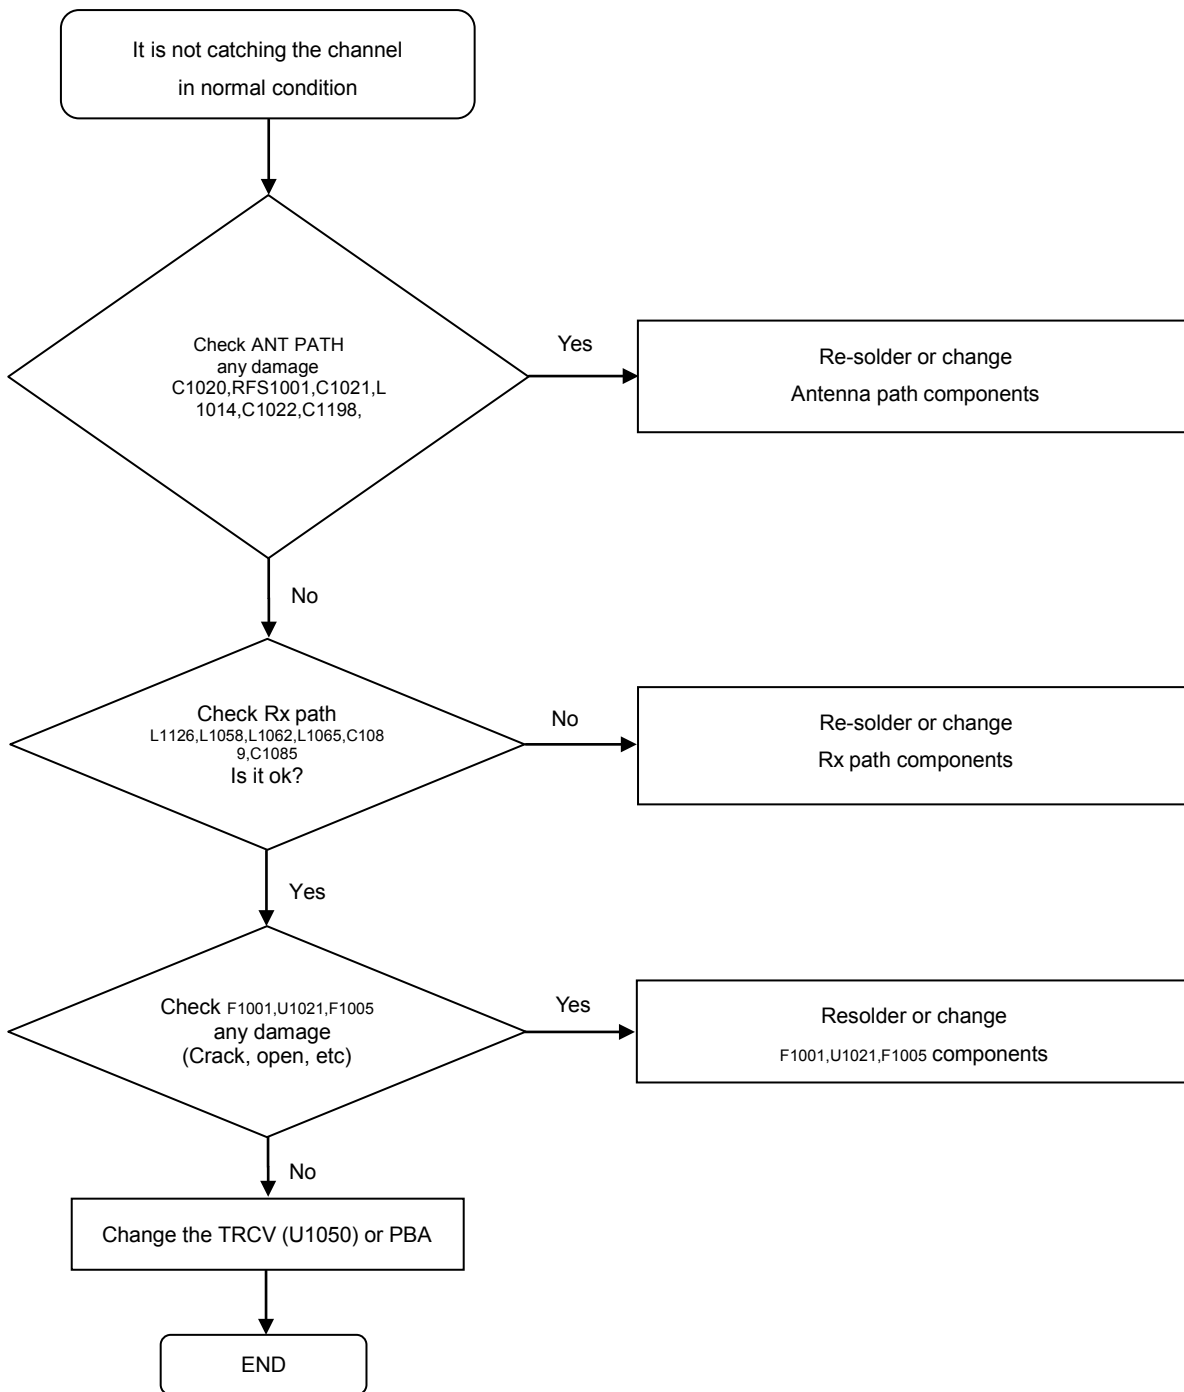 It is not catching the channel
in normal condition
Check ANT PATH
any damage
C1020,RFS1001,C1021,L
1014,C1022,C1198,
Yes
Re-solder or change
Antenna path components
No
Check Rx path
L1126,L1058,L1062,L1065,C108
9,C1085
Is it ok?
No
Re-solder or change
Rx path components
Yes
Check F1001,U1021,F1005
any damage
(Crack, open, etc)
Yes
Resolder or change
F1001,U1021,F1005 components
No
Change the TRCV (U1050) or PBA
END